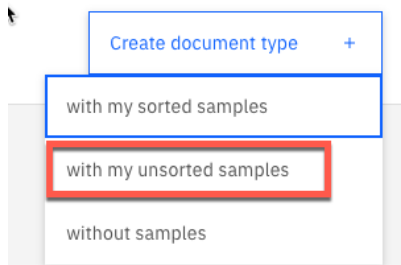 Create document type +
with my sorted samples
with my unsorted samples
without samples